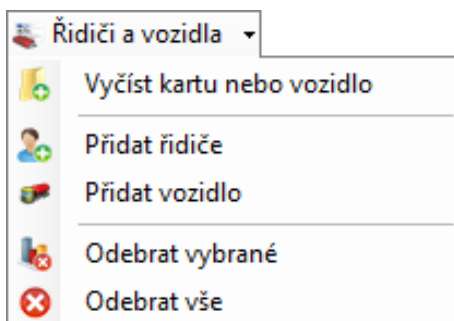 Řidiči a vozidla
Vyčíst kartu nebo vozidlo
Přidat řidiče
Přidat vozidlo
Odebrat vybrané
Odebrat vše